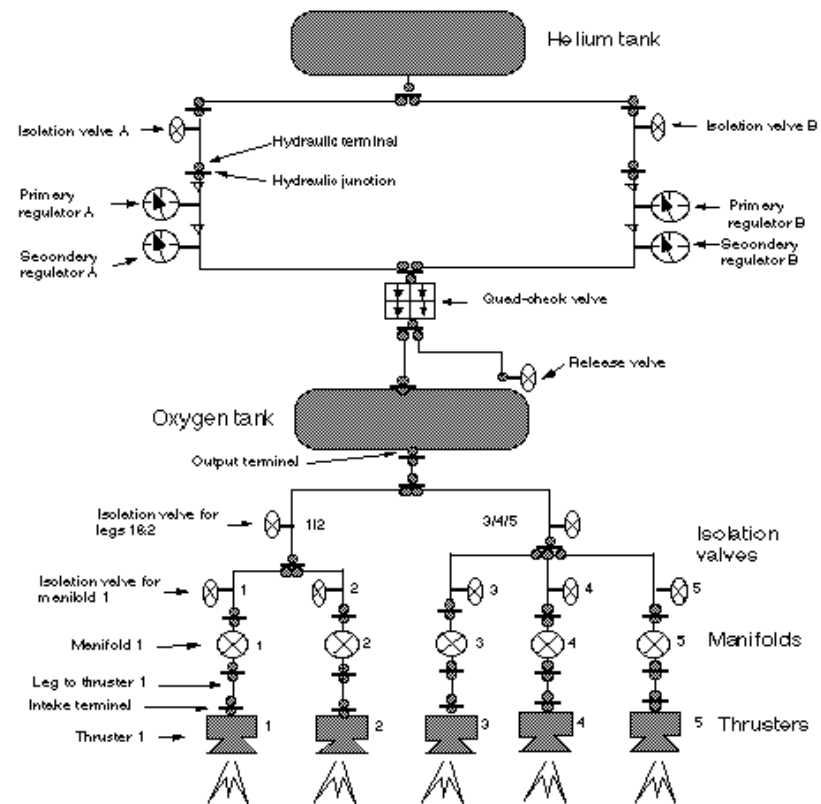 Helium tank
Isolation valve A
Isolation valve B
Hydraulic terminal
Hydraulic junction
Primary
regulator A
Primary
regulator B
Secondary
regulator A
Secondary
regulator B
Quad-check valve
Release valve
Oxygen tank
Output terminal
Isolation valve for
legs 1&2
1/2
3/4/5
Isolation
valves
Isolation valve for
manifold 1
1
2
3
4
5
Manifold 1
1
2
3
4
5
Manifolds
Leg to thruster 1
Intake terminal
Thruster 1
1
2
3
4
5
Thrusters